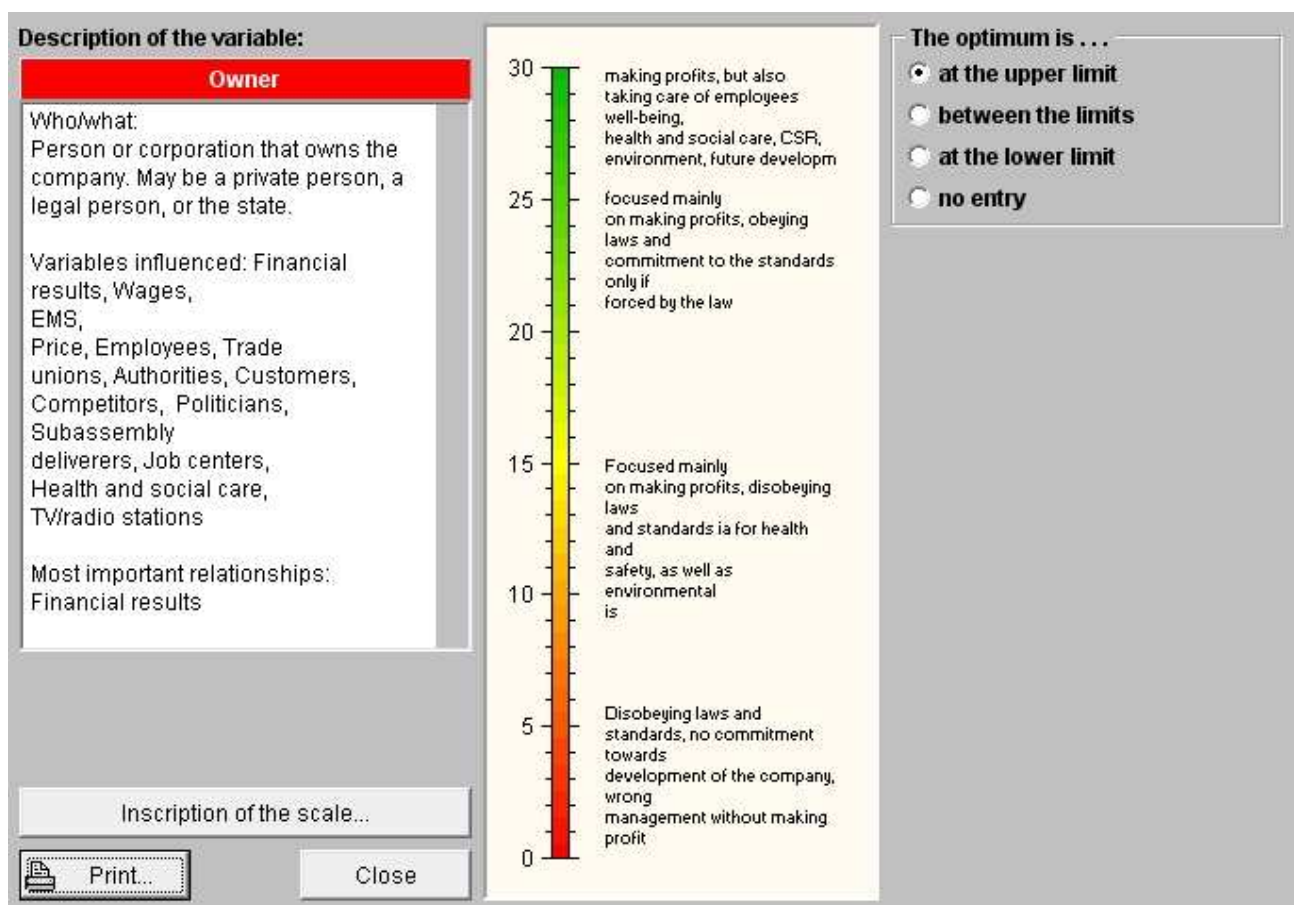 Description of the variable:
Owner
Who/what:
Person or corporation that owns the
company. May be a private person, a
legal person, or the state.
Variables influenced: Financial
results, Wages,
EMS,
Price, Employees, Trade
unions, Authorities, Customers,
Competitors, Politicians,
Subassembly
deliverers, Job centers,
Health and social care,
TV/radio stations
Most important relationships:
Financial results
Inscription of the scale...
Print...
Close
30
making profits, but also
taking care of employees
well-being,
health and social care, CSR,
environment, future developm
25
focused mainly
on making profits, obeying
laws and
commitment to the standards
only if
forced by the law
20
15
Focused mainly
on making profits, disobeying
laws
and standards ia for health
and
safety, as well as
environmental
is
10
5
Disobeying laws and
standards, no commitment
towards
development of the company,
wrong
management without making
profit
0
The optimum is . . .
at the upper limit
between the limits
at the lower limit
no entry